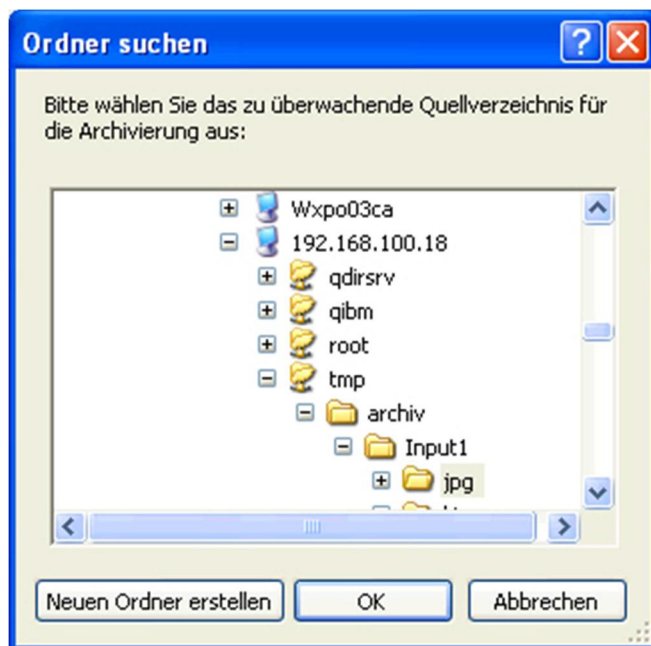 Ordner suchen
Bitte wählen Sie das zu überwachende Quellverzeichnis für
die Archivierung aus:
Wxpo03ca
192.168.100.18
qdirsrv
qibm
root
tmp
archiv
Input1
jpg
Neuen Ordner erstellen
OK
Abbrechen